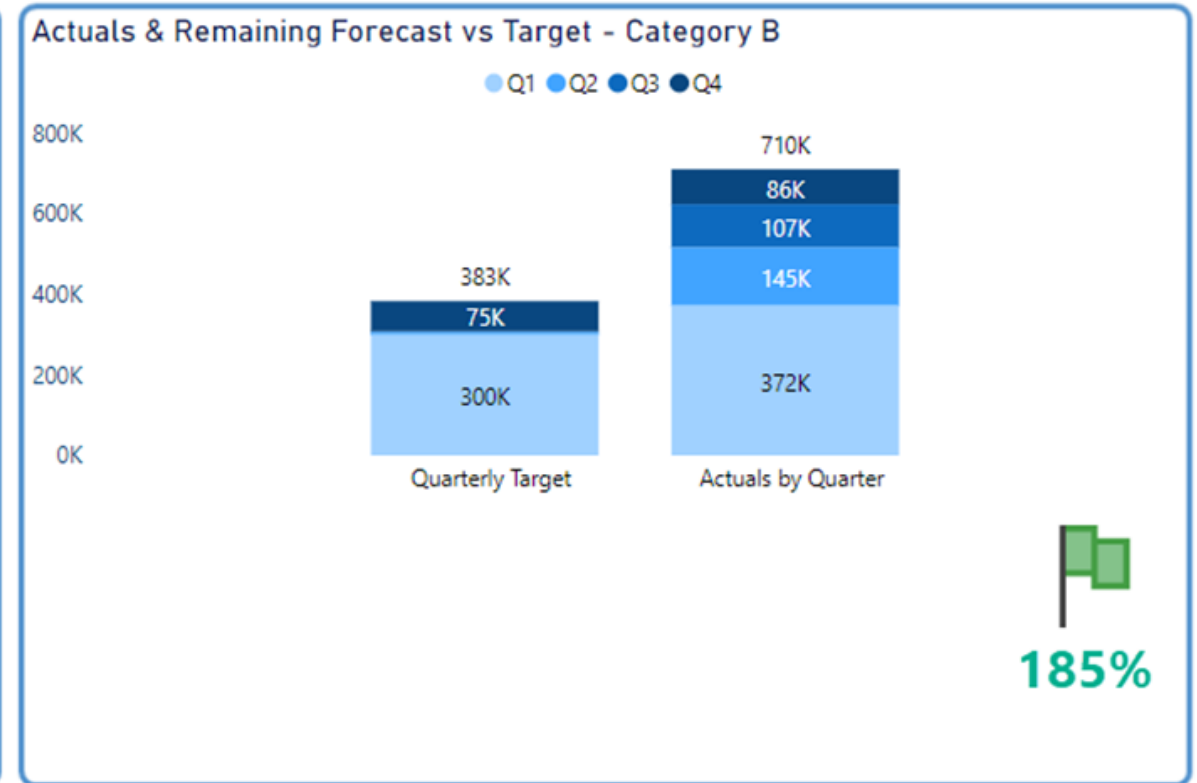 Actuals & Remaining Forecast vs Target - Category B
Q1 Q2 Q3 Q4
800K
600K
400K
200K
0K
383K
75K
300K
Quarterly Target
710K
86K
107K
145K
372K
Actuals by Quarter
185%